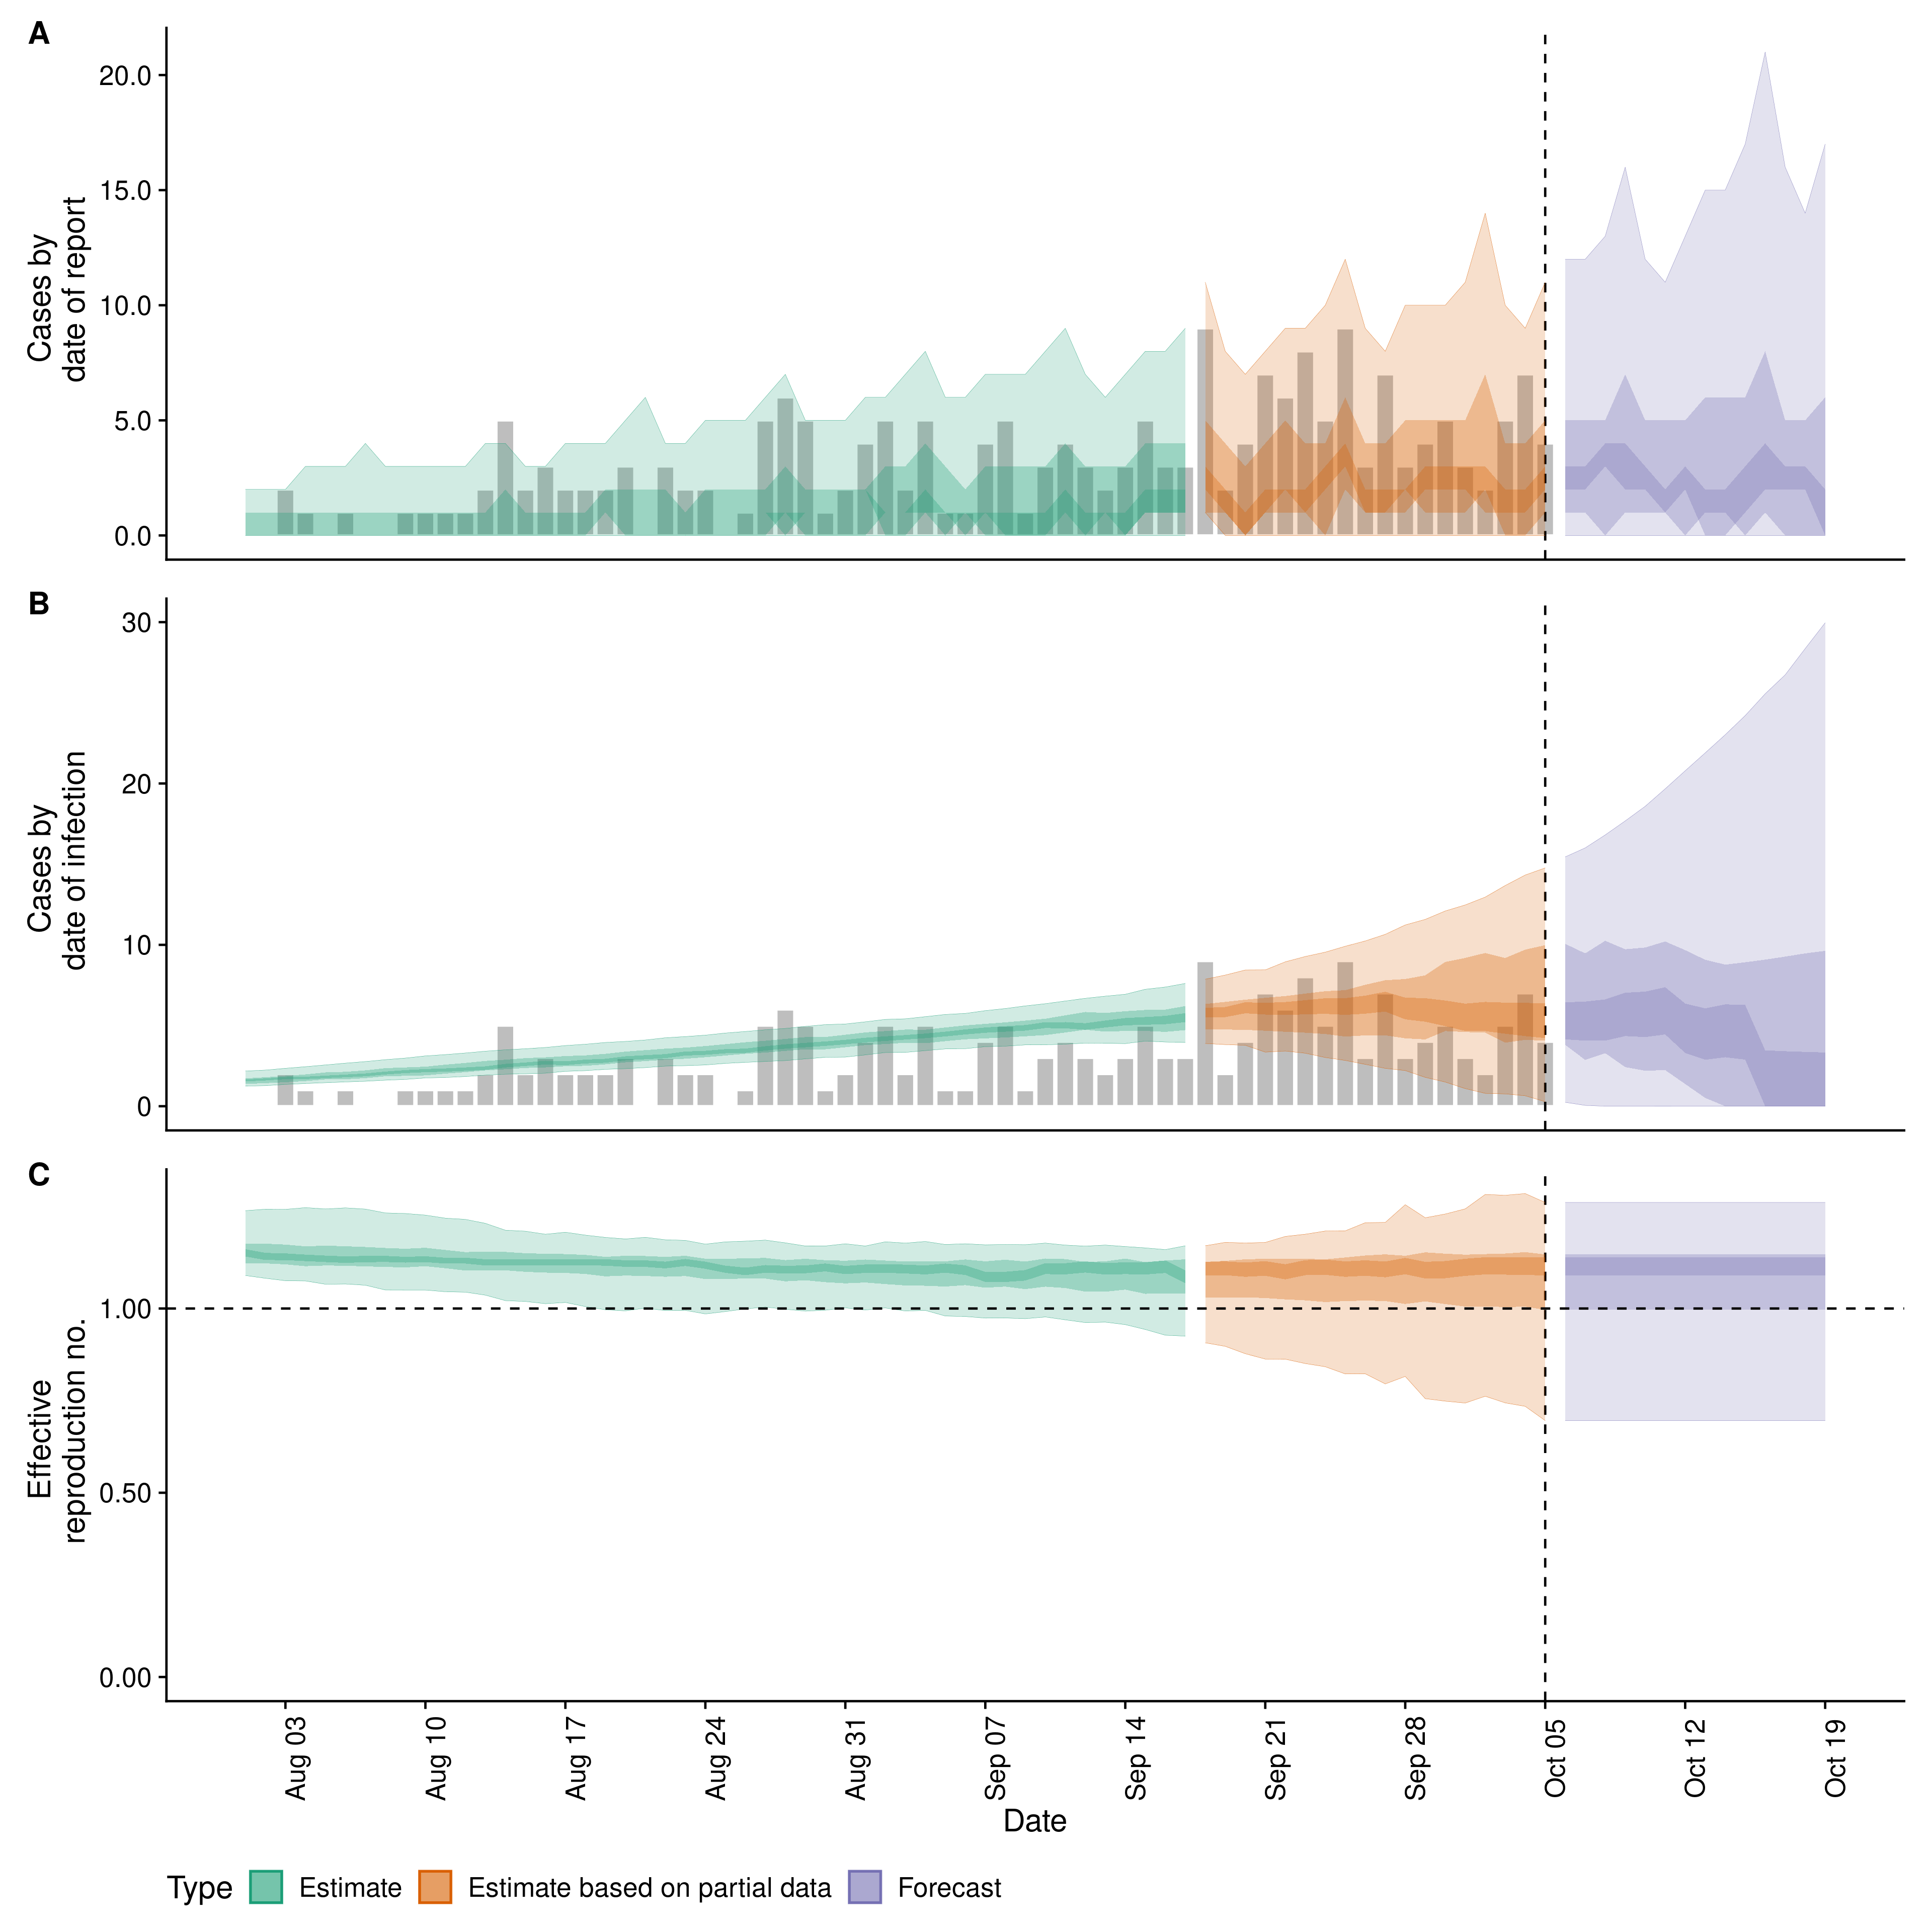 A
Cases by
date of report
20.0
15.0
10.0
5.0
0.0
B
Cases by
date of infection
30
20
10
0
C
Effective
reproduction no.
1.00
0.50
0.00
Aug 03
Aug 10
Aug 17
Aug 24
Aug 31
Sep 07
Sep 14
Sep 21
Sep 28
Oct 05
Oct 12
Oct 19
Date
Type Estimate Estimate based on partial data Forecast